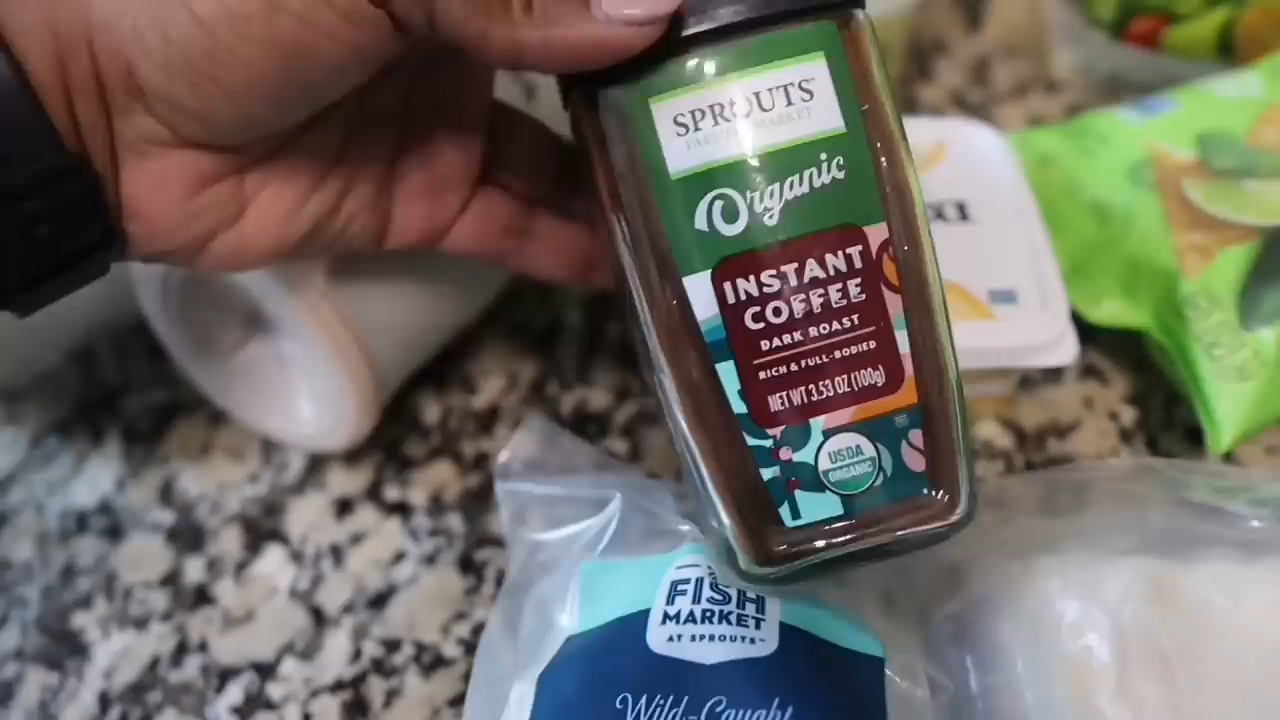 SPROUTS
FARMERS MARKET
Organic
INSTANT
COFFEE
DARK ROAST
RICH & FULL-BODIED
NET WT 3.53 OZ (100g)
USDA
ORGANIC
FISH
MARKET
AT SPROUTS
Wild-Caught